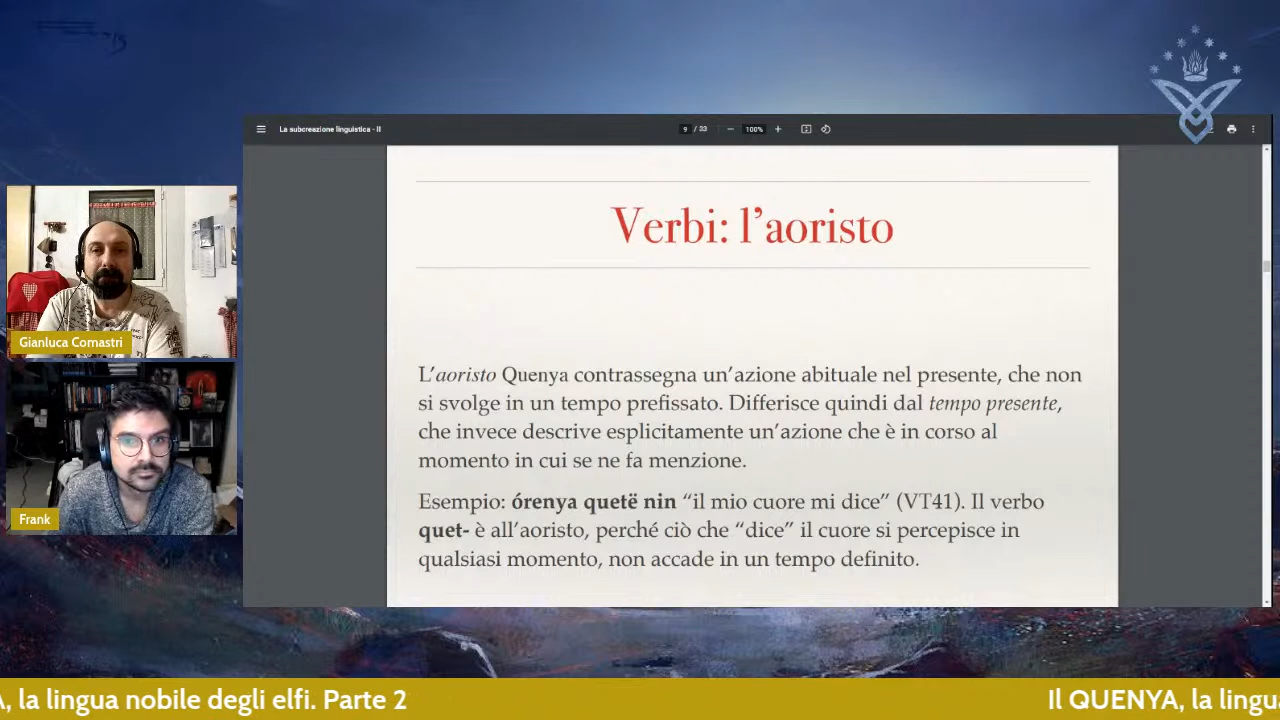 La subcreazione linguistica - II
9 / 33
100%
Verbi: l'aoristo
L'aoristo Quenya contrassegna un'azione abituale nel presente, che non
si svolge in un tempo prefissato. Differisce quindi dal tempo presente,
che invece descrive esplicitamente un'azione che è in corso al
momento in cui se ne fa menzione.
Esempio: órenya quetë nin “il mio cuore mi dice” (VT41). Il verbo
quet- è all'aoristo, perché ciò che “dice” il cuore si percepisce in
qualsiasi momento, non accade in un tempo definito.
Gianluca Comastri
Frank
A, la lingua nobile degli elfi. Parte 2
Il QUENYA, la lingua